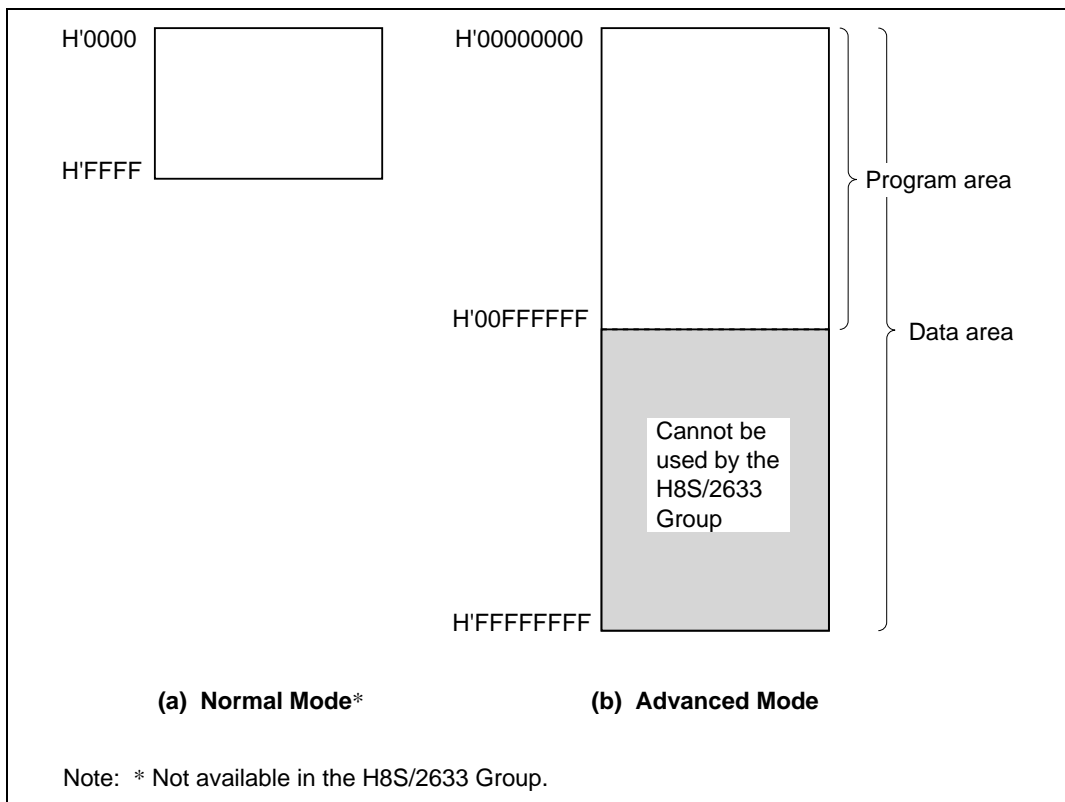 H'0000
H'FFFF
H'00000000
Program area
H'00FFFFFF
Data area
Cannot be
used by the
H8S/2633
Group
H'FFFFFFFF
(a) Normal Mode*
(b) Advanced Mode
Note: * Not available in the H8S/2633 Group.